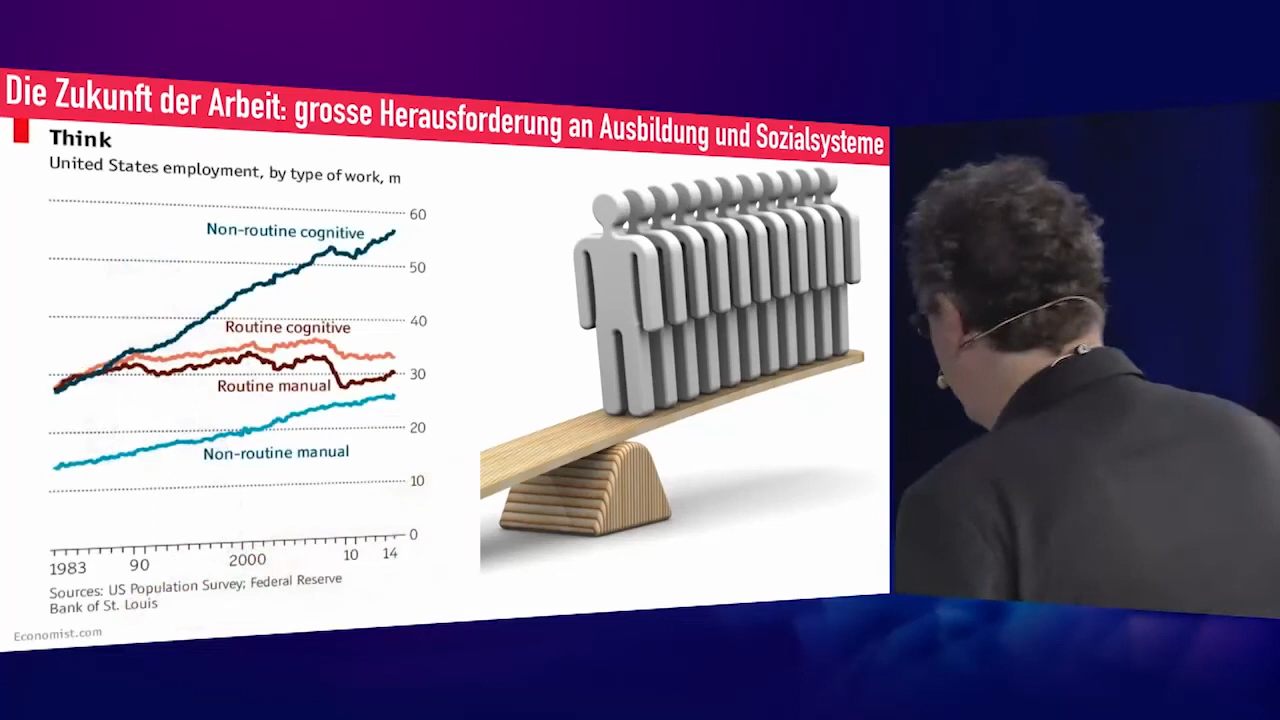 Die Zukunft der Arbeit: grosse Herausforderung an Ausbildung und Sozialsysteme
Think
United States employment, by type of work, m
60
Non-routine cognitive
50
40
Routine cognitive
30
Routine manual
20
Non-routine manual
10
0
1983 90 2000 10 14
Sources: US Population Survey; Federal Reserve
Bank of St. Louis
Economist.com